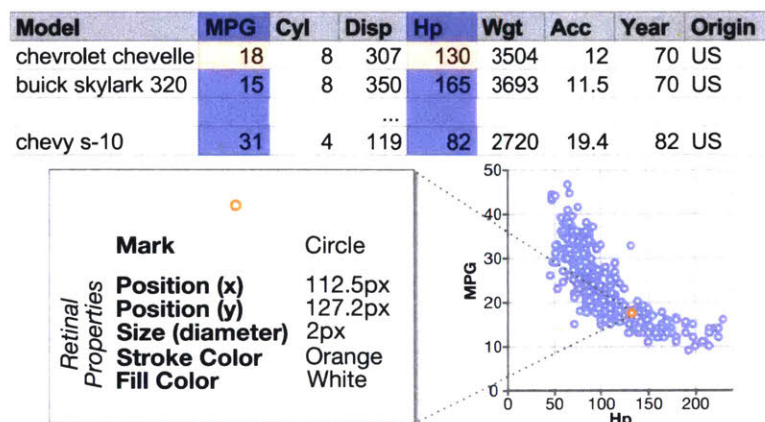 Model MPG Cyl Disp Hp Wgt Acc Year Origin
chevrolet chevelle 18 8 307 130 3504 12 70 US
buick skylark 320 15 8 350 165 3693 11.5 70 US
...
chevy s-10 31 4 119 82 2720 19.4 82 US
Mark Circle
Retinal Properties
Position (x) 112.5px
Position (y) 127.2px
Size (diameter) 2px
Stroke Color Orange
Fill Color White
MPG
50
40
30
20
10
0
0 50 100 150 200
Hp